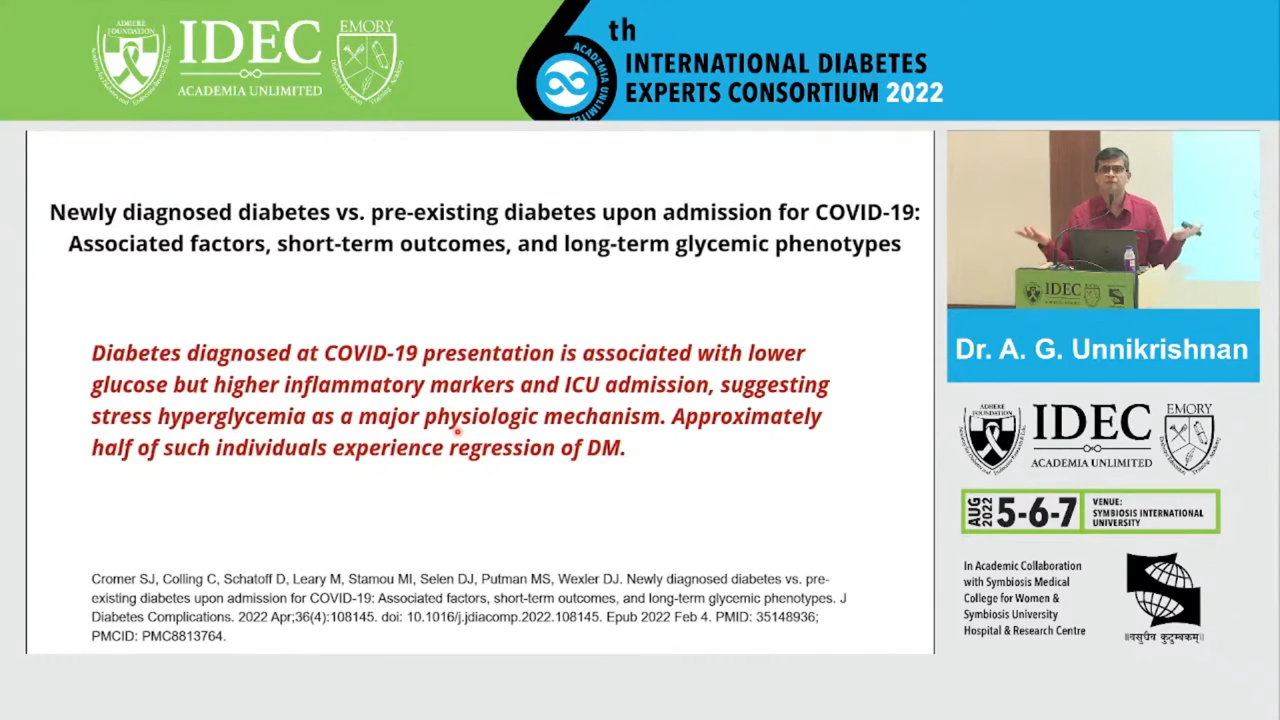 ADHERE
FOUNDATION
IDEC
ACADEMIA UNLIMITED
EMORY
6th
INTERNATIONAL DIABETES
EXPERTS CONSORTIUM 2022
ACADEMIA UNLIMITED
Newly diagnosed diabetes vs. pre-existing diabetes upon admission for COVID-19:
Associated factors, short-term outcomes, and long-term glycemic phenotypes
Diabetes diagnosed at COVID-19 presentation is associated with lower
glucose but higher inflammatory markers and ICU admission, suggesting
stress hyperglycemia as a major physiologic mechanism. Approximately
half of such individuals experience regression of DM.
Cromer SJ, Colling C, Schatoff D, Leary M, Stamou MI, Selen DJ, Putman MS, Wexler DJ. Newly diagnosed diabetes vs. pre-
existing diabetes upon admission for COVID-19: Associated factors, short-term outcomes, and long-term glycemic phenotypes. J
Diabetes Complications. 2022 Apr;36(4):108145. doi: 10.1016/j.jdiacomp.2022.108145. Epub 2022 Feb 4. PMID: 35148936;
PMCID: PMC8813764.
IDEC
Dr. A. G. Unnikrishnan
ADHERE
FOUNDATION
IDEC
ACADEMIA UNLIMITED
EMORY
AUG
2022
5-6-7
VENUE:
SYMBIOSIS INTERNATIONAL
UNIVERSITY
In Academic Collaboration
with Symbiosis Medical
College for Women &
Symbiosis University
Hospital & Research Centre
॥वसुधैव कुटुम्बकम्॥